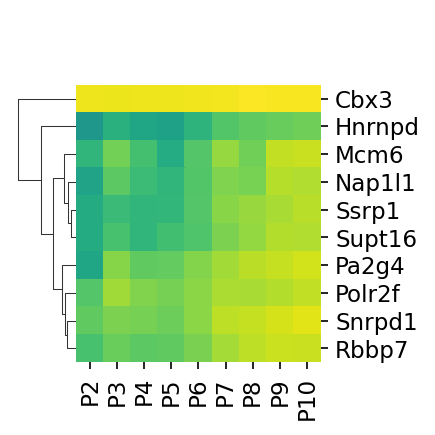 Cbx3
Hnrnpd
Mcm6
Nap1l1
Ssrp1
Supt16
Pa2g4
Polr2f
Snrpd1
Rbbp7
P2 P3 P4 P5 P6 P7 P8 P9 P10